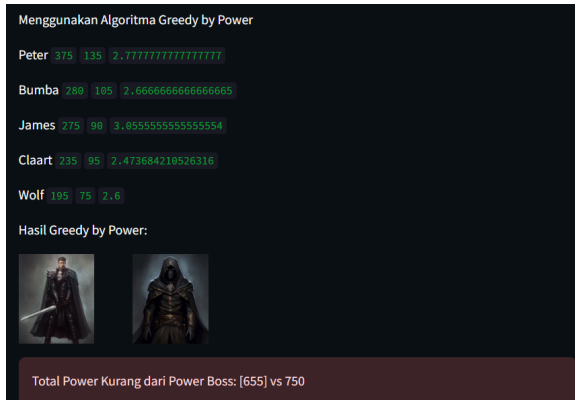 Menggunakan Algoritma Greedy by Power
Peter 375 135 2.7777777777777777
Bumba 280 105 2.6666666666666665
James 275 90 3.0555555555555554
Claart 235 95 2.473684210526316
Wolf 195 75 2.6
Hasil Greedy by Power:
Total Power Kurang dari Power Boss: [655] vs 750